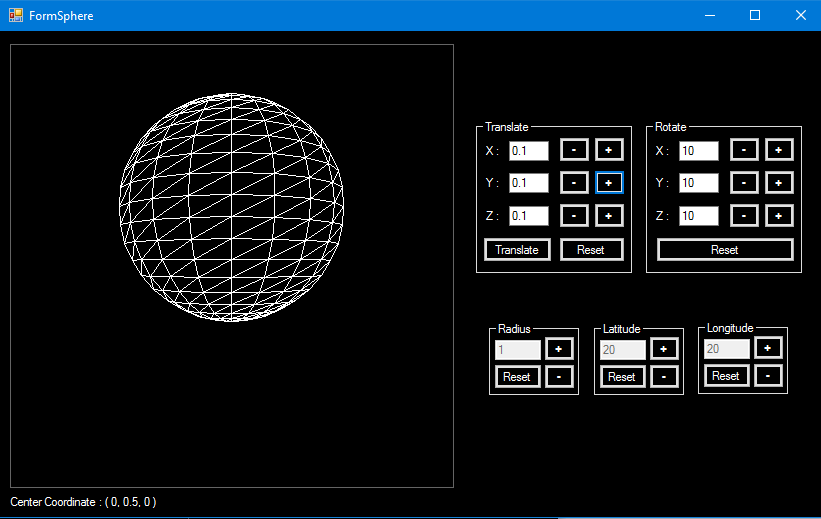 FormSphere
Translate
X : 0.1 - +
Y : 0.1 - +
Z : 0.1 - +
Translate Reset
Rotate
X : 10 - +
Y : 10 - +
Z : 10 - +
Reset
Radius
1 +
Reset -
Latitude
20 +
Reset -
Longitude
20 +
Reset -
Center Coordinate : ( 0, 0.5, 0 )